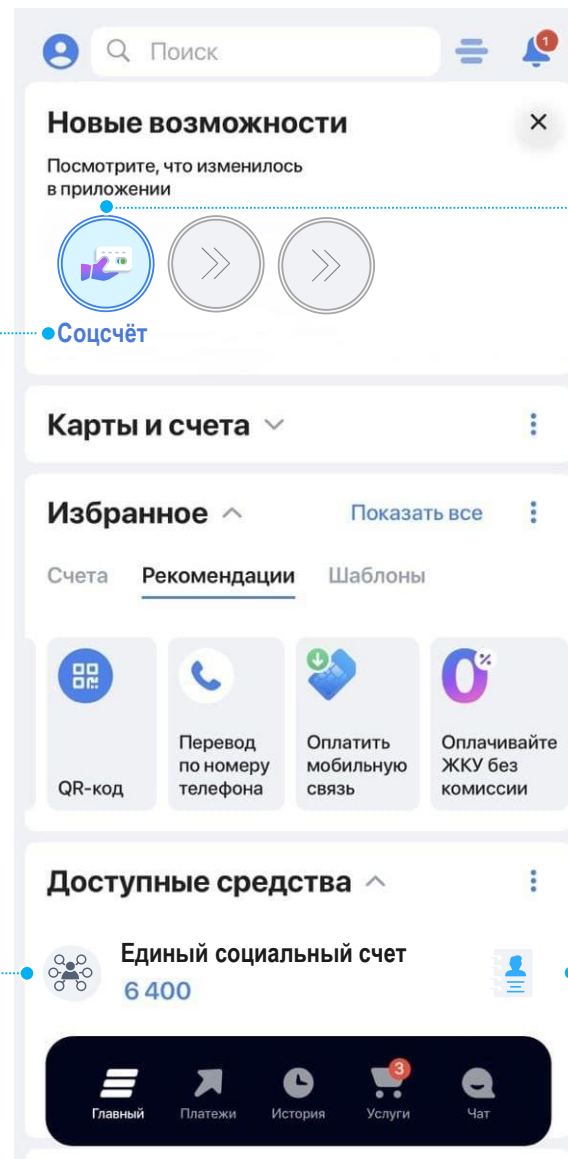 Поиск
1
Новые возможности
Посмотрите, что изменилось
в приложении
Соцсчёт
Карты и счета
Избранное
Показать все
Счета
Рекомендации
Шаблоны
QR-код
Перевод
по номеру
телефона
Оплатить
мобильную
связь
0%
Оплачивайте
ЖКУ без
комиссии
Доступные средства
Единый социальный счет
6 400
3
Главный
Платежи
История
Услуги
Чат